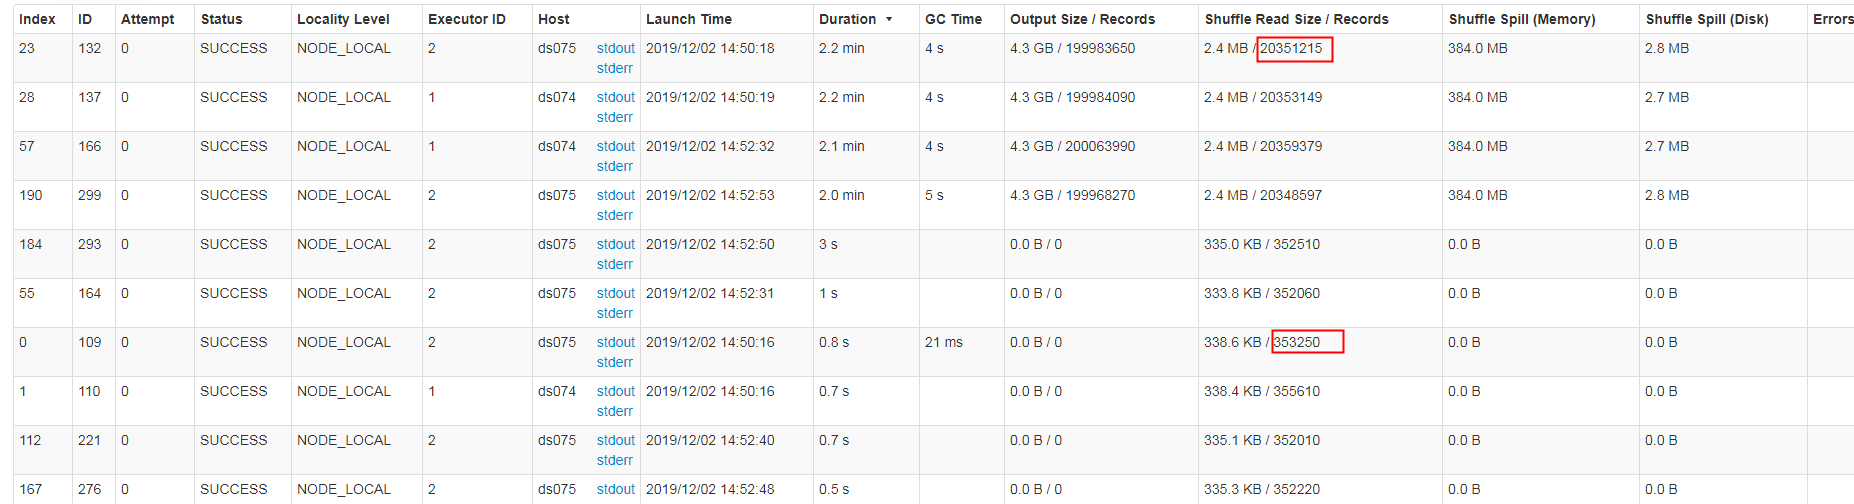 Index ID Attempt Status Locality Level Executor ID Host Launch Time Duration GC Time Output Size / Records Shuffle Read Size / Records Shuffle Spill (Memory) Shuffle Spill (Disk) Errors
23 132 0 SUCCESS NODE_LOCAL 2 ds075 stdout 2019/12/02 14:50:18 2.2 min 4 s 4.3 GB / 199983650 2.4 MB / 20351215 384.0 MB 2.8 MB
stderr
28 137 0 SUCCESS NODE_LOCAL 1 ds074 stdout 2019/12/02 14:50:19 2.2 min 4 s 4.3 GB / 199984090 2.4 MB / 20353149 384.0 MB 2.7 MB
stderr
57 166 0 SUCCESS NODE_LOCAL 1 ds074 stdout 2019/12/02 14:52:32 2.1 min 4 s 4.3 GB / 200063990 2.4 MB / 20359379 384.0 MB 2.7 MB
stderr
190 299 0 SUCCESS NODE_LOCAL 2 ds075 stdout 2019/12/02 14:52:53 2.0 min 5 s 4.3 GB / 199968270 2.4 MB / 20348597 384.0 MB 2.8 MB
stderr
184 293 0 SUCCESS NODE_LOCAL 2 ds075 stdout 2019/12/02 14:52:50 3 s 0.0 B / 0 335.0 KB / 352510 0.0 B 0.0 B
stderr
55 164 0 SUCCESS NODE_LOCAL 2 ds075 stdout 2019/12/02 14:52:31 1 s 0.0 B / 0 333.8 KB / 352060 0.0 B 0.0 B
stderr
0 109 0 SUCCESS NODE_LOCAL 2 ds075 stdout 2019/12/02 14:50:16 0.8 s 21 ms 0.0 B / 0 338.6 KB / 353250 0.0 B 0.0 B
stderr
1 110 0 SUCCESS NODE_LOCAL 1 ds074 stdout 2019/12/02 14:50:16 0.7 s 0.0 B / 0 338.4 KB / 355610 0.0 B 0.0 B
stderr
112 221 0 SUCCESS NODE_LOCAL 2 ds075 stdout 2019/12/02 14:52:40 0.7 s 0.0 B / 0 335.1 KB / 352010 0.0 B 0.0 B
stderr
167 276 0 SUCCESS NODE_LOCAL 2 ds075 stdout 2019/12/02 14:52:48 0.5 s 0.0 B / 0 335.3 KB / 352220 0.0 B 0.0 B